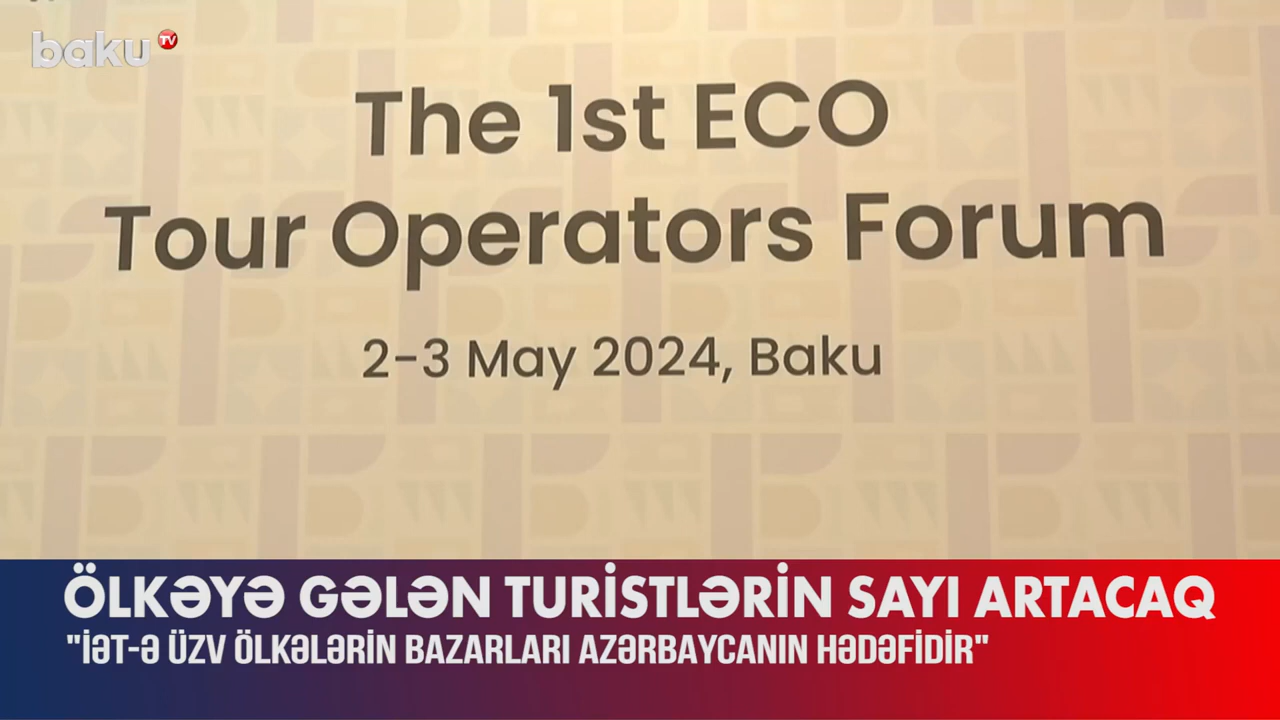 baku TV
The 1st ECO
Tour Operators Forum
2-3 May 2024, Baku
ÖLKƏYƏ GƏLƏN TURİSTLƏRİN SAYI ARTACAQ
"İƏT-Ə ÜZV ÖLKƏLƏRİN BAZARLARI AZƏRBAYCANIN HƏDƏFİDİR"